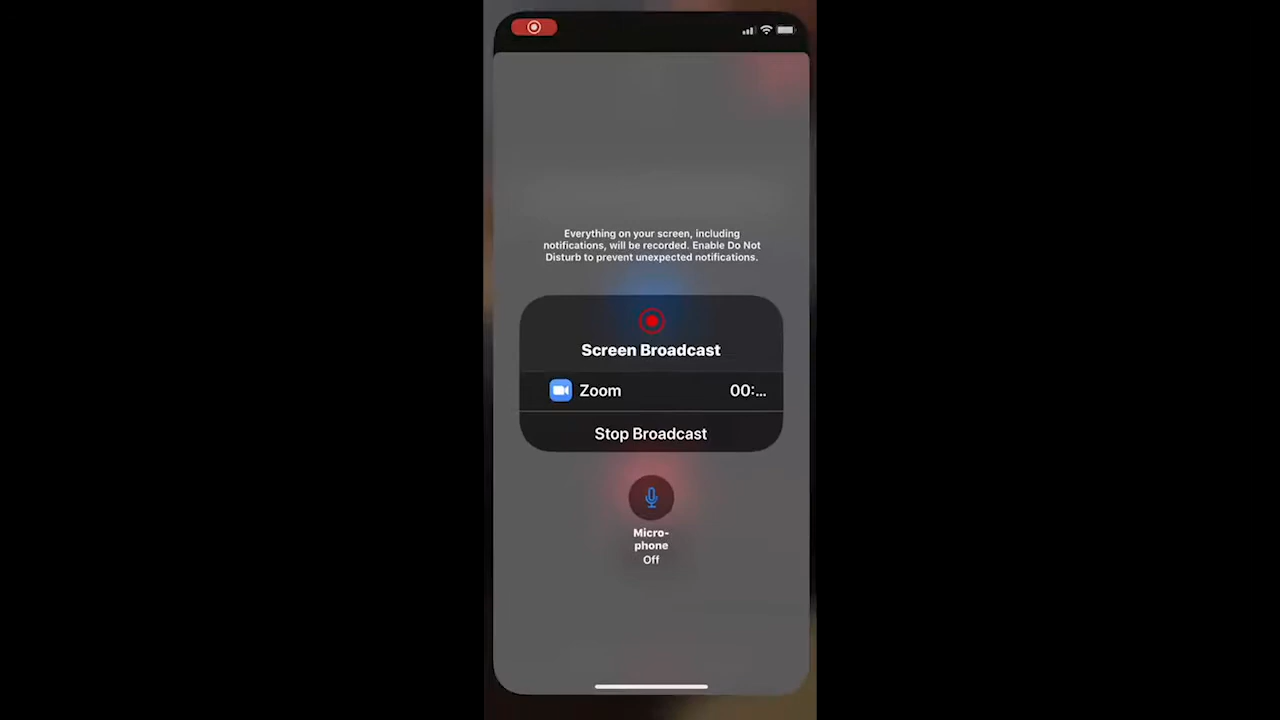 Everything on your screen, including
notifications, will be recorded. Enable Do Not
Disturb to prevent unexpected notifications.
Screen Broadcast
Zoom 00:...
Stop Broadcast
Micro-
phone
Off